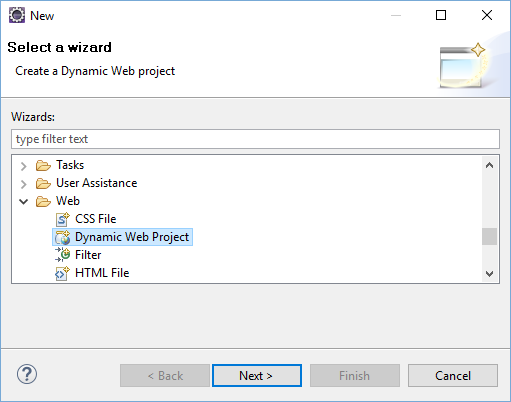 New
Select a wizard
Create a Dynamic Web project
Wizards:
type filter text
Tasks
User Assistance
Web
CSS File
Dynamic Web Project
Filter
HTML File
? < Back Next > Finish Cancel